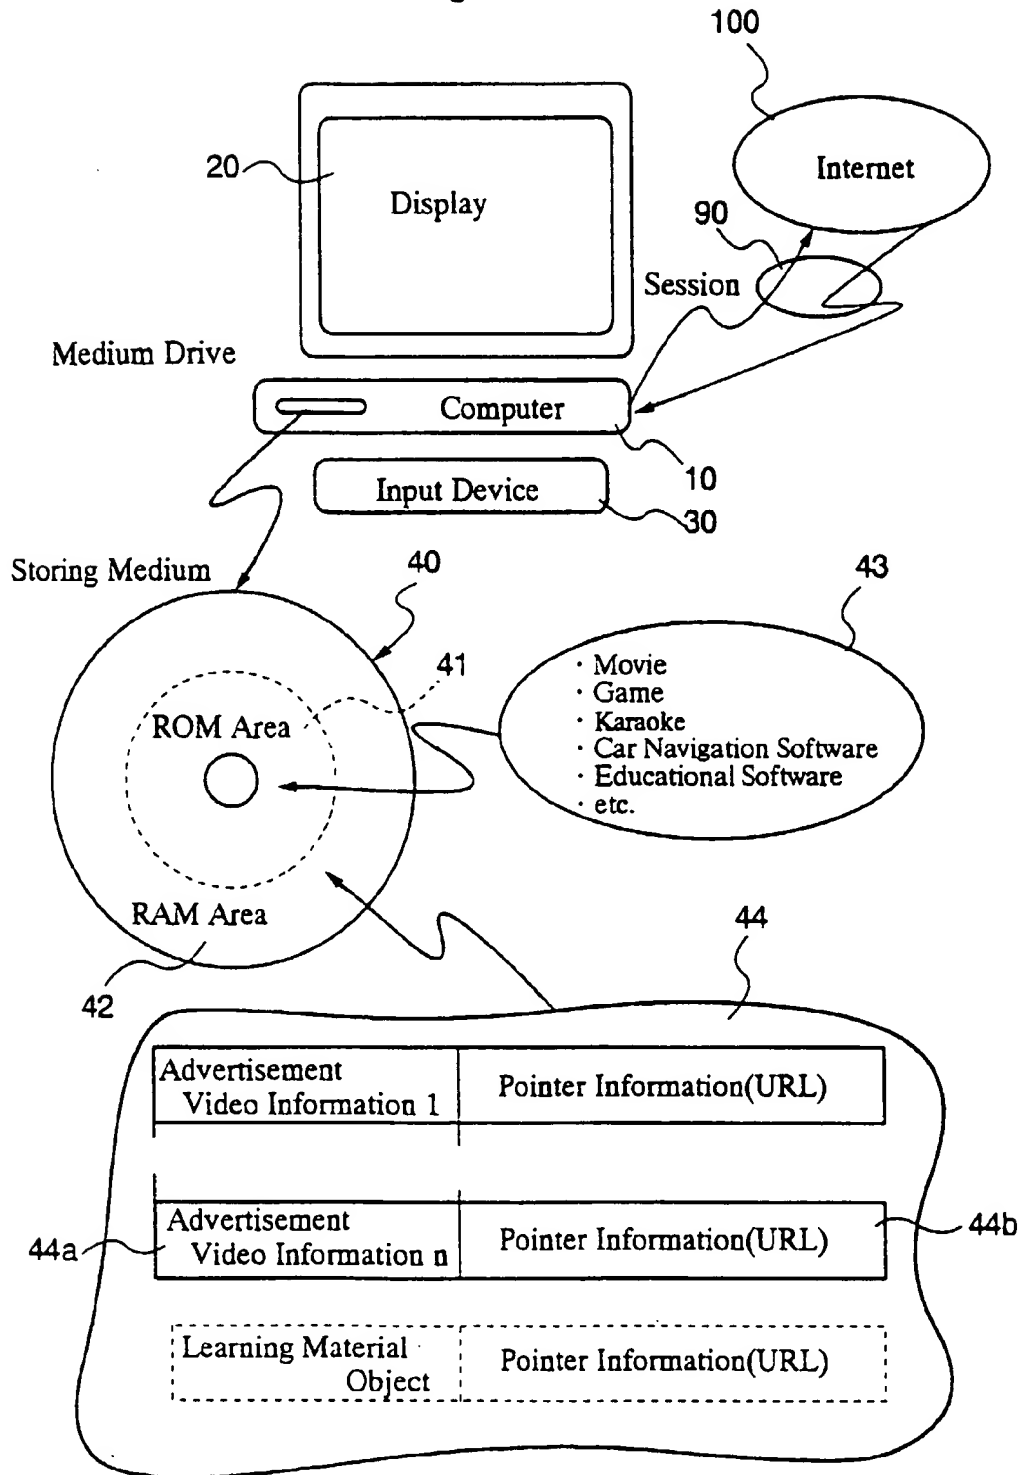 100
Internet
20
Display
90
Session
Medium Drive
Computer
10
Input Device
30
Storing Medium
40
43
41
ROM Area
· Movie
· Game
· Karaoke
· Car Navigation Software
· Educational Software
· etc.
RAM Area
42
44
Advertisement
Video Information 1
Pointer Information(URL)
Advertisement
Video Information n
Pointer Information(URL)
44a
44b
Learning Material
Object
Pointer Information(URL)